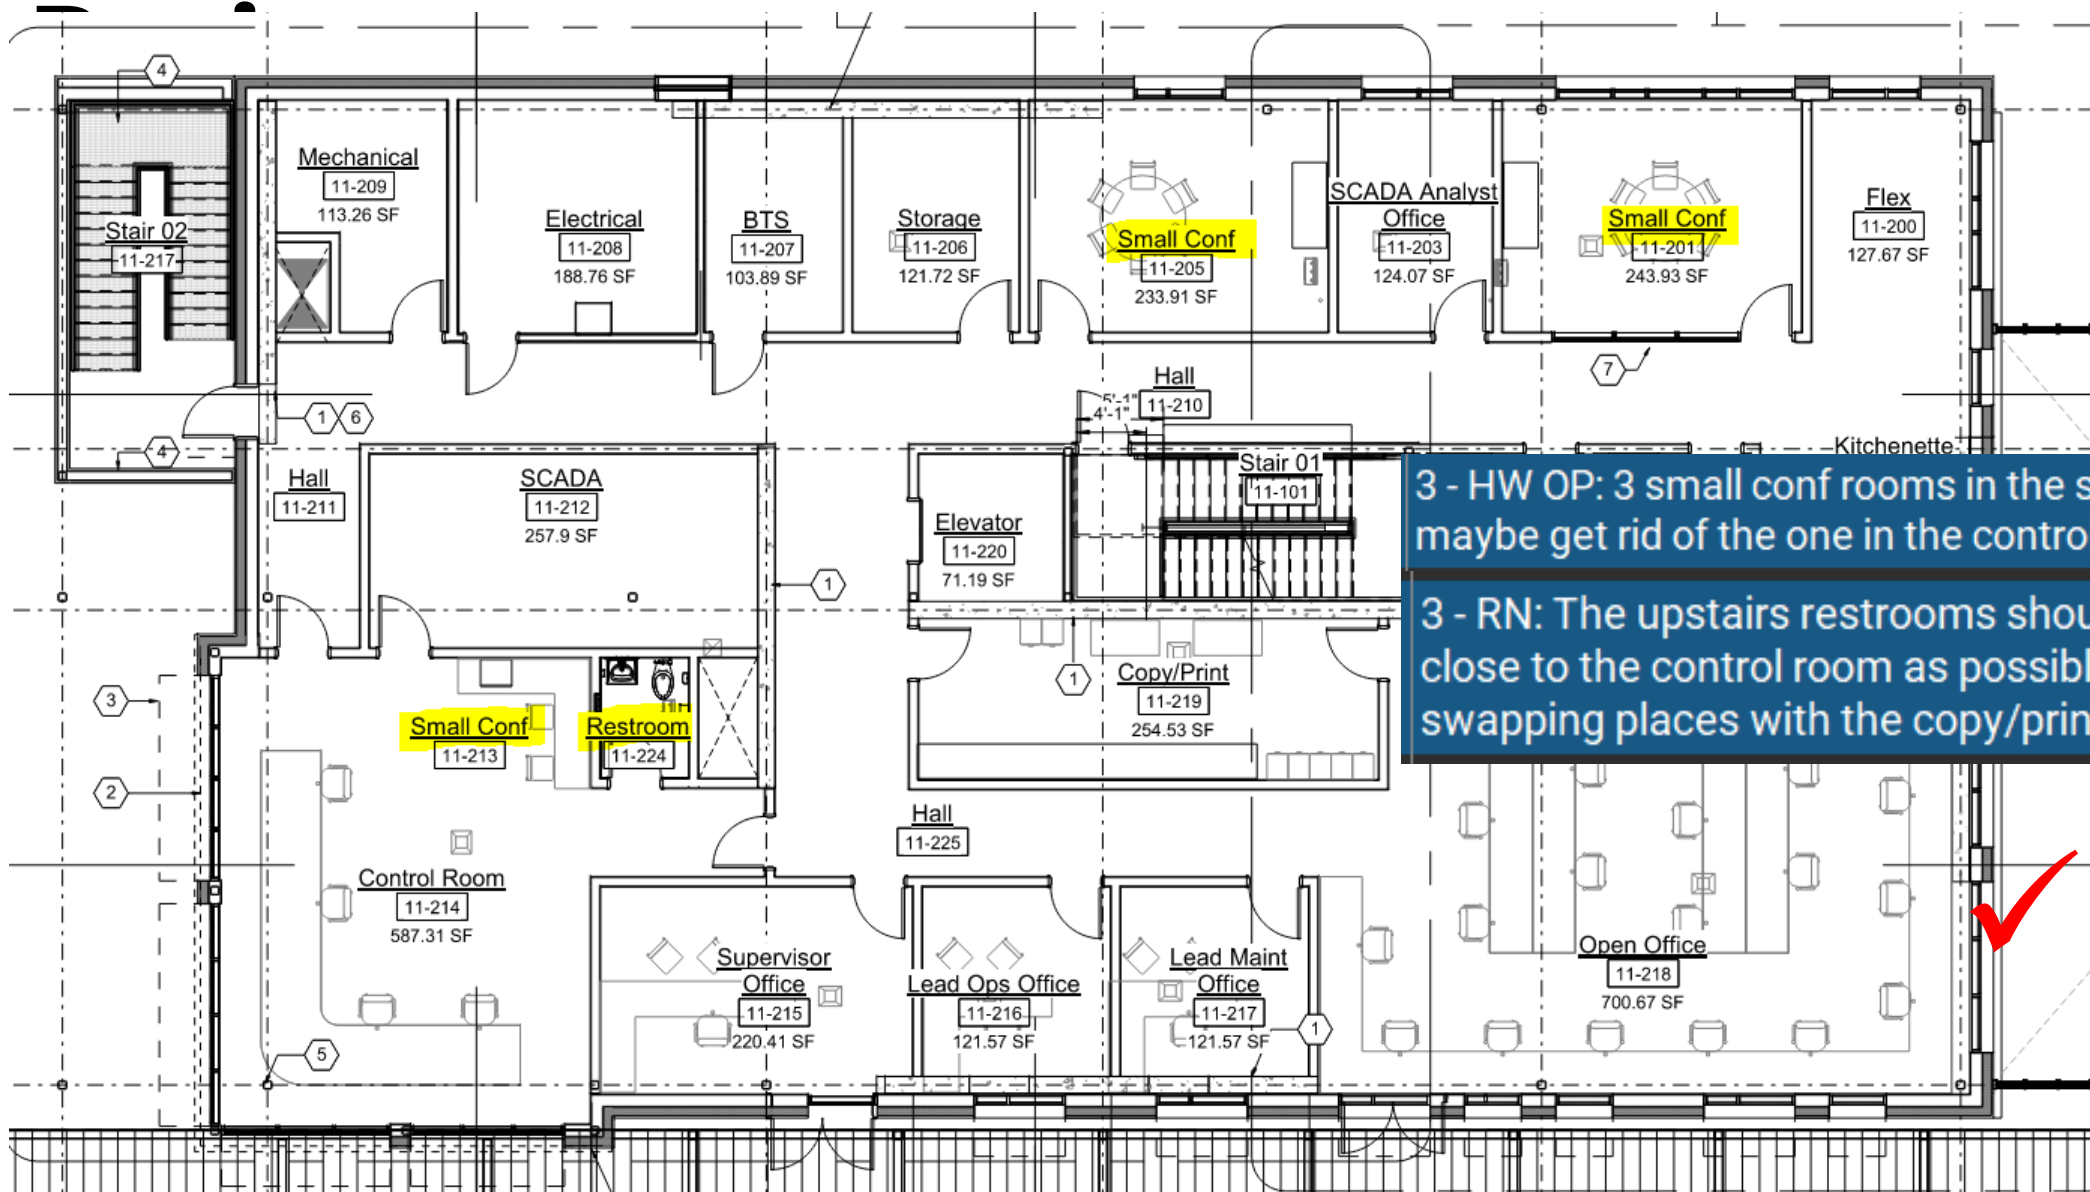 4
Mechanical
11-209
113.26 SF
Electrical
11-208
188.76 SF
BTS
11-207
103.89 SF
Storage
11-206
121.72 SF
Small Conf
11-205
233.91 SF
SCADA Analyst
Office
11-203
124.07 SF
Small Conf
11-201
243.93 SF
Flex
11-200
127.67 SF
Stair 02
11-217
7
Hall
11-210
5'-1"
4'-1"
1
6
4
Kitchenette
Hall
11-211
SCADA
11-212
257.9 SF
Elevator
11-220
71.19 SF
Stair 01
11-101
1
3 - HW OP: 3 small conf rooms in the
maybe get rid of the one in the
3 - RN: The upstairs restrooms
close to the control room as
swapping places with the
3
Small Conf
11-213
Restroom
11-224
1
Copy/Print
11-219
254.53 SF
2
Hall
11-225
Control Room
11-214
587.31 SF
Supervisor
Office
11-215
220.41 SF
Lead Ops Office
11-216
121.57 SF
Lead Maint
Office
11-217
121.57 SF
Open Office
11-218
700.67 SF
1
5